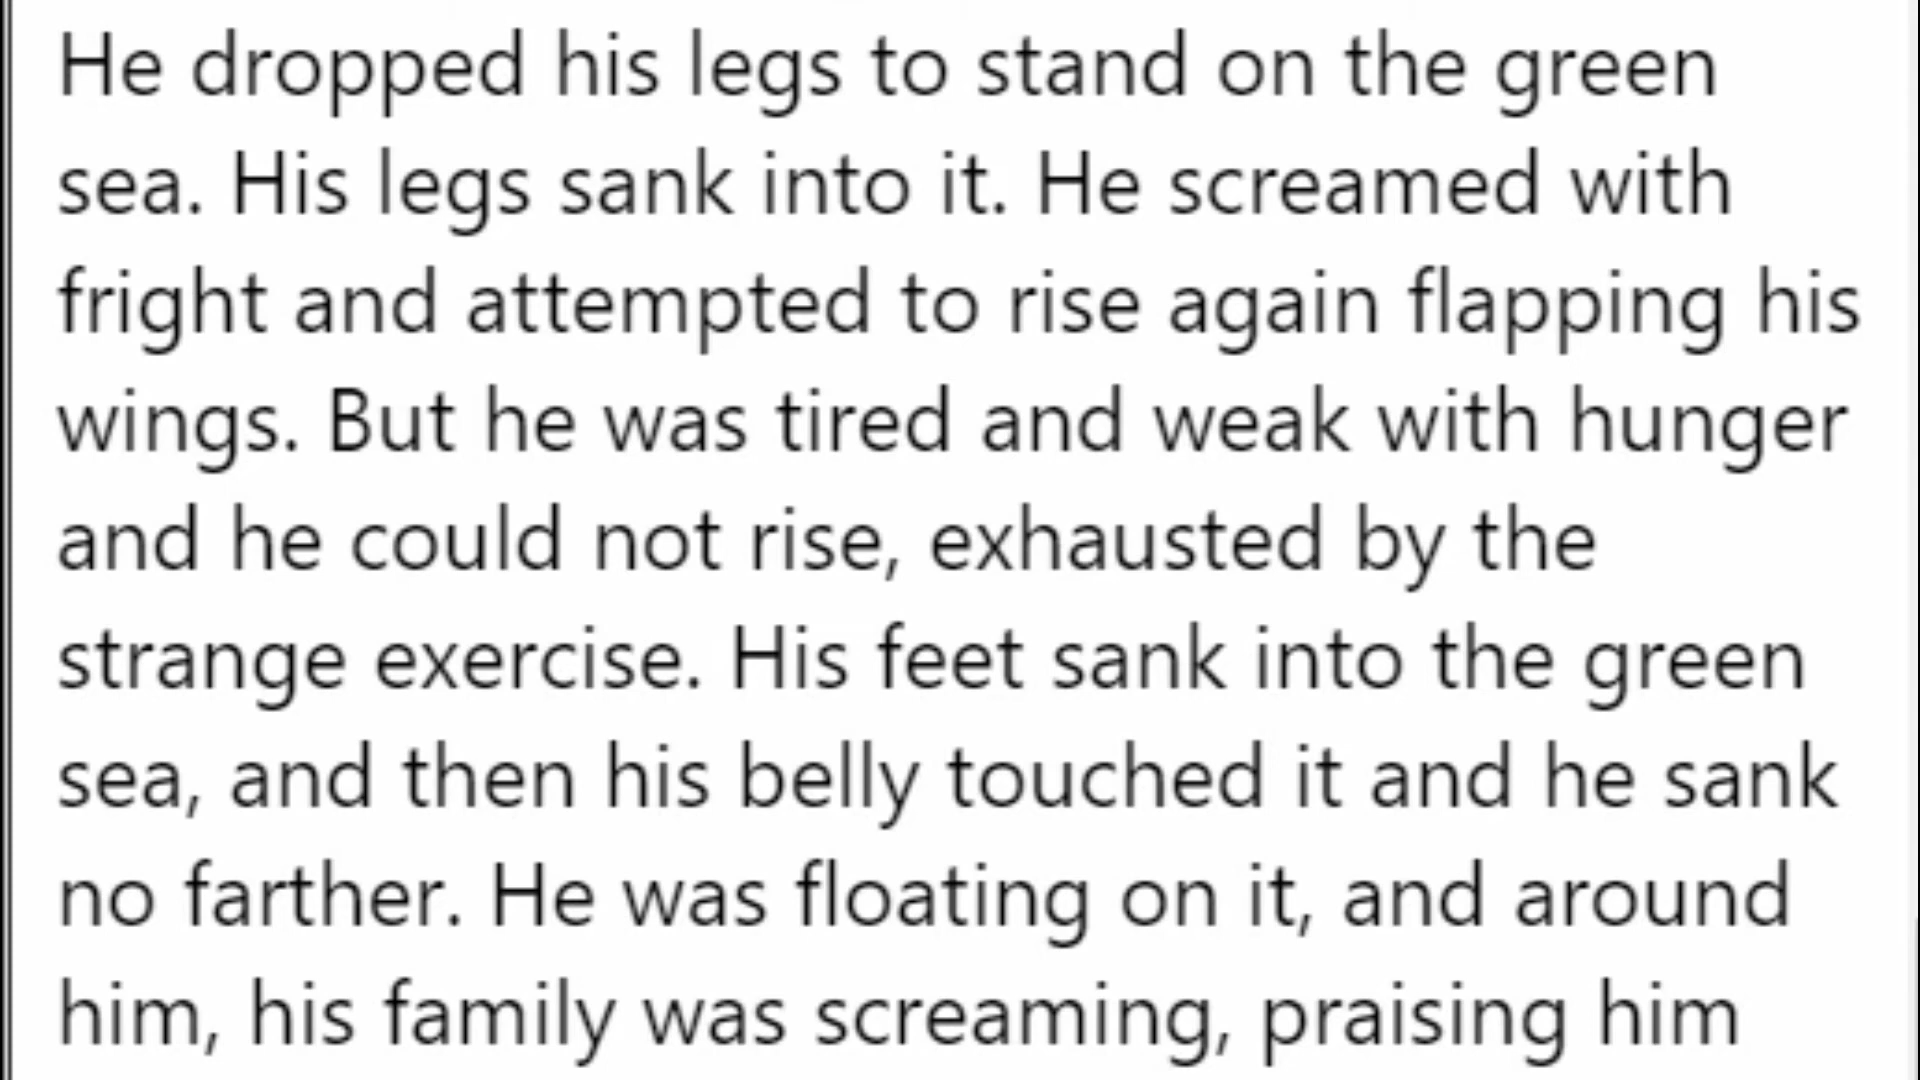 He dropped his legs to stand on the green
sea. His legs sank into it. He screamed with
fright and attempted to rise again flapping his
wings. But he was tired and weak with hunger
and he could not rise, exhausted by the
strange exercise. His feet sank into the green
sea, and then his belly touched it and he sank
no farther. He was floating on it, and around
him, his family was screaming, praising him